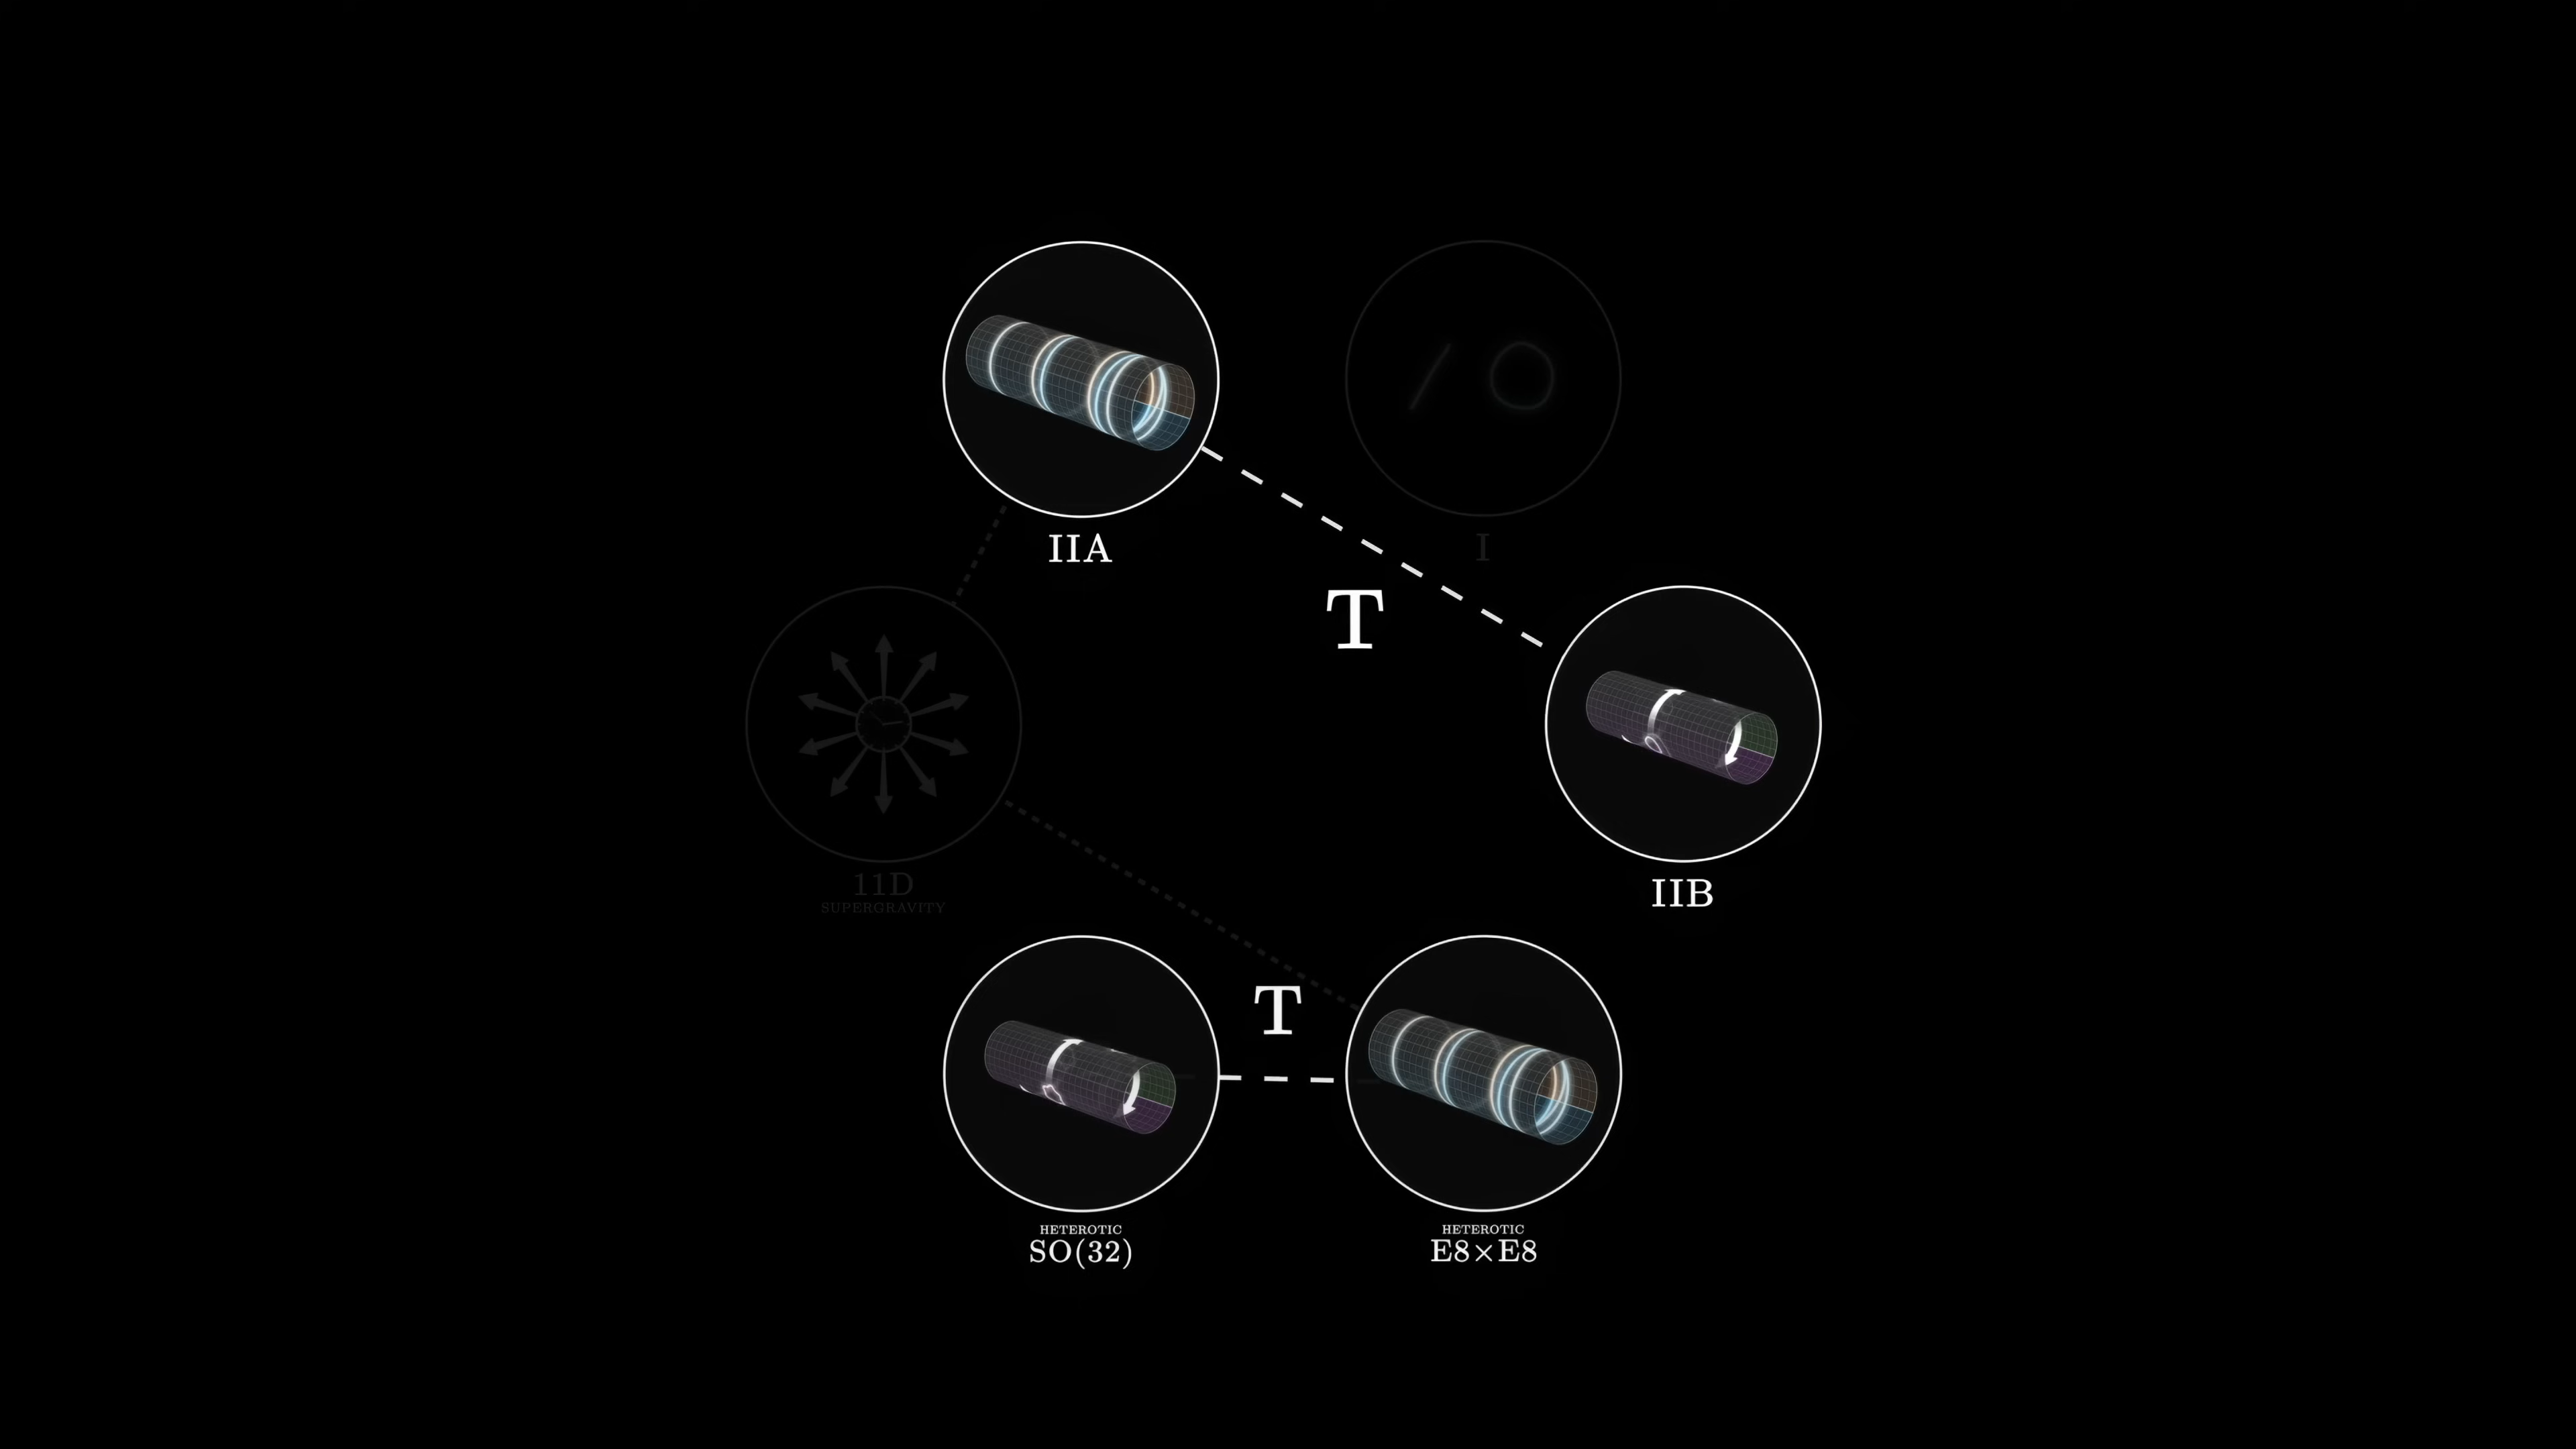 IIA
I
T
11D
SUPERGRAVITY
IIB
T
HETEROTIC
SO(32)
HETEROTIC
E8×E8